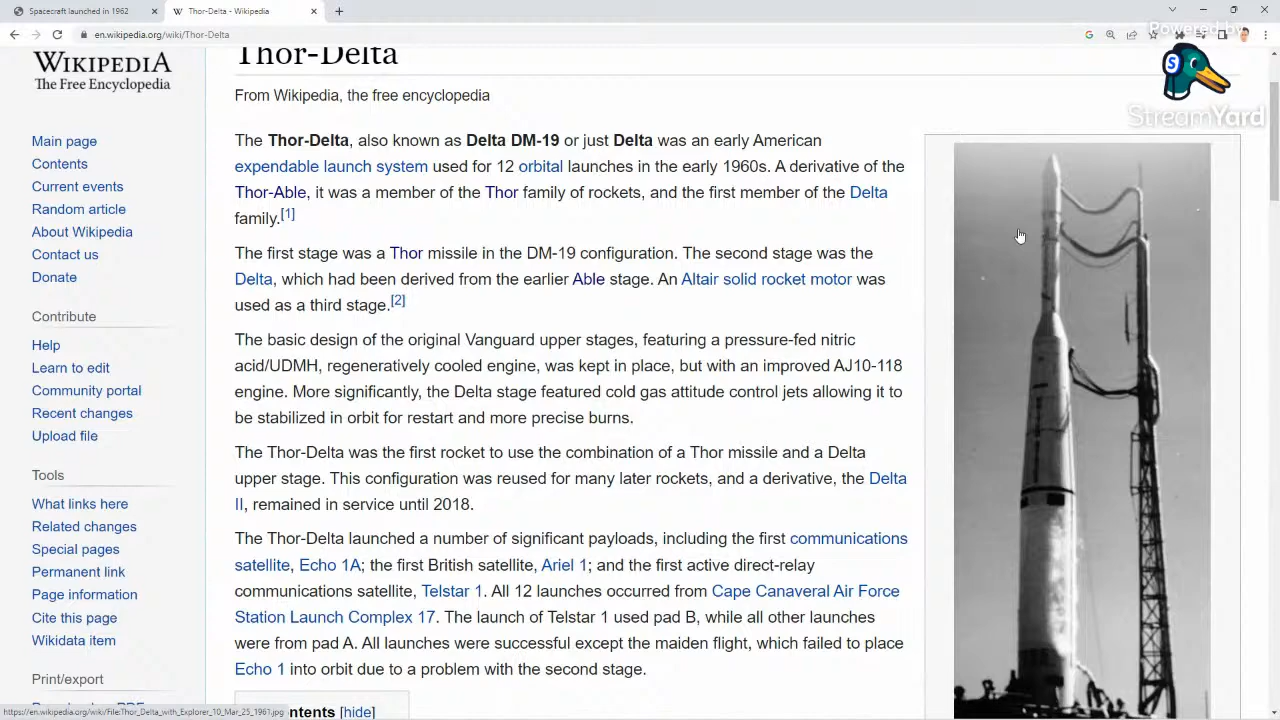 Spacecraft launched in 1962
Thor-Delta - Wikipedia
en.wikipedia.org/wiki/Thor-Delta
Powered by
StreamYard
WIKIPEDIA
The Free Encyclopedia
Main page
Contents
Current events
Random article
About Wikipedia
Contact us
Donate
Contribute
Help
Learn to edit
Community portal
Recent changes
Upload file
Tools
What links here
Related changes
Special pages
Permanent link
Page information
Cite this page
Wikidata item
Print/export
Thor-Delta
From Wikipedia, the free encyclopedia
The Thor-Delta, also known as Delta DM-19 or just Delta was an early American
expendable launch system used for 12 orbital launches in the early 1960s. A derivative of the
Thor-Able, it was a member of the Thor family of rockets, and the first member of the Delta
family.[1]
The first stage was a Thor missile in the DM-19 configuration. The second stage was the
Delta, which had been derived from the earlier Able stage. An Altair solid rocket motor was
used as a third stage.[2]
The basic design of the original Vanguard upper stages, featuring a pressure-fed nitric
acid/UDMH, regeneratively cooled engine, was kept in place, but with an improved AJ10-118
engine. More significantly, the Delta stage featured cold gas attitude control jets allowing it to
be stabilized in orbit for restart and more precise burns.
The Thor-Delta was the first rocket to use the combination of a Thor missile and a Delta
upper stage. This configuration was reused for many later rockets, and a derivative, the Delta
II, remained in service until 2018.
The Thor-Delta launched a number of significant payloads, including the first communications
satellite, Echo 1A; the first British satellite, Ariel 1; and the first active direct-relay
communications satellite, Telstar 1. All 12 launches occurred from Cape Canaveral Air Force
Station Launch Complex 17. The launch of Telstar 1 used pad B, while all other launches
were from pad A. All launches were successful except the maiden flight, which failed to place
Echo 1 into orbit due to a problem with the second stage.
ntents [hide]
https://en.wikipedia.org/wiki/File:Thor_Delta_with_Explorer_10_Mar_25_1961.jpg